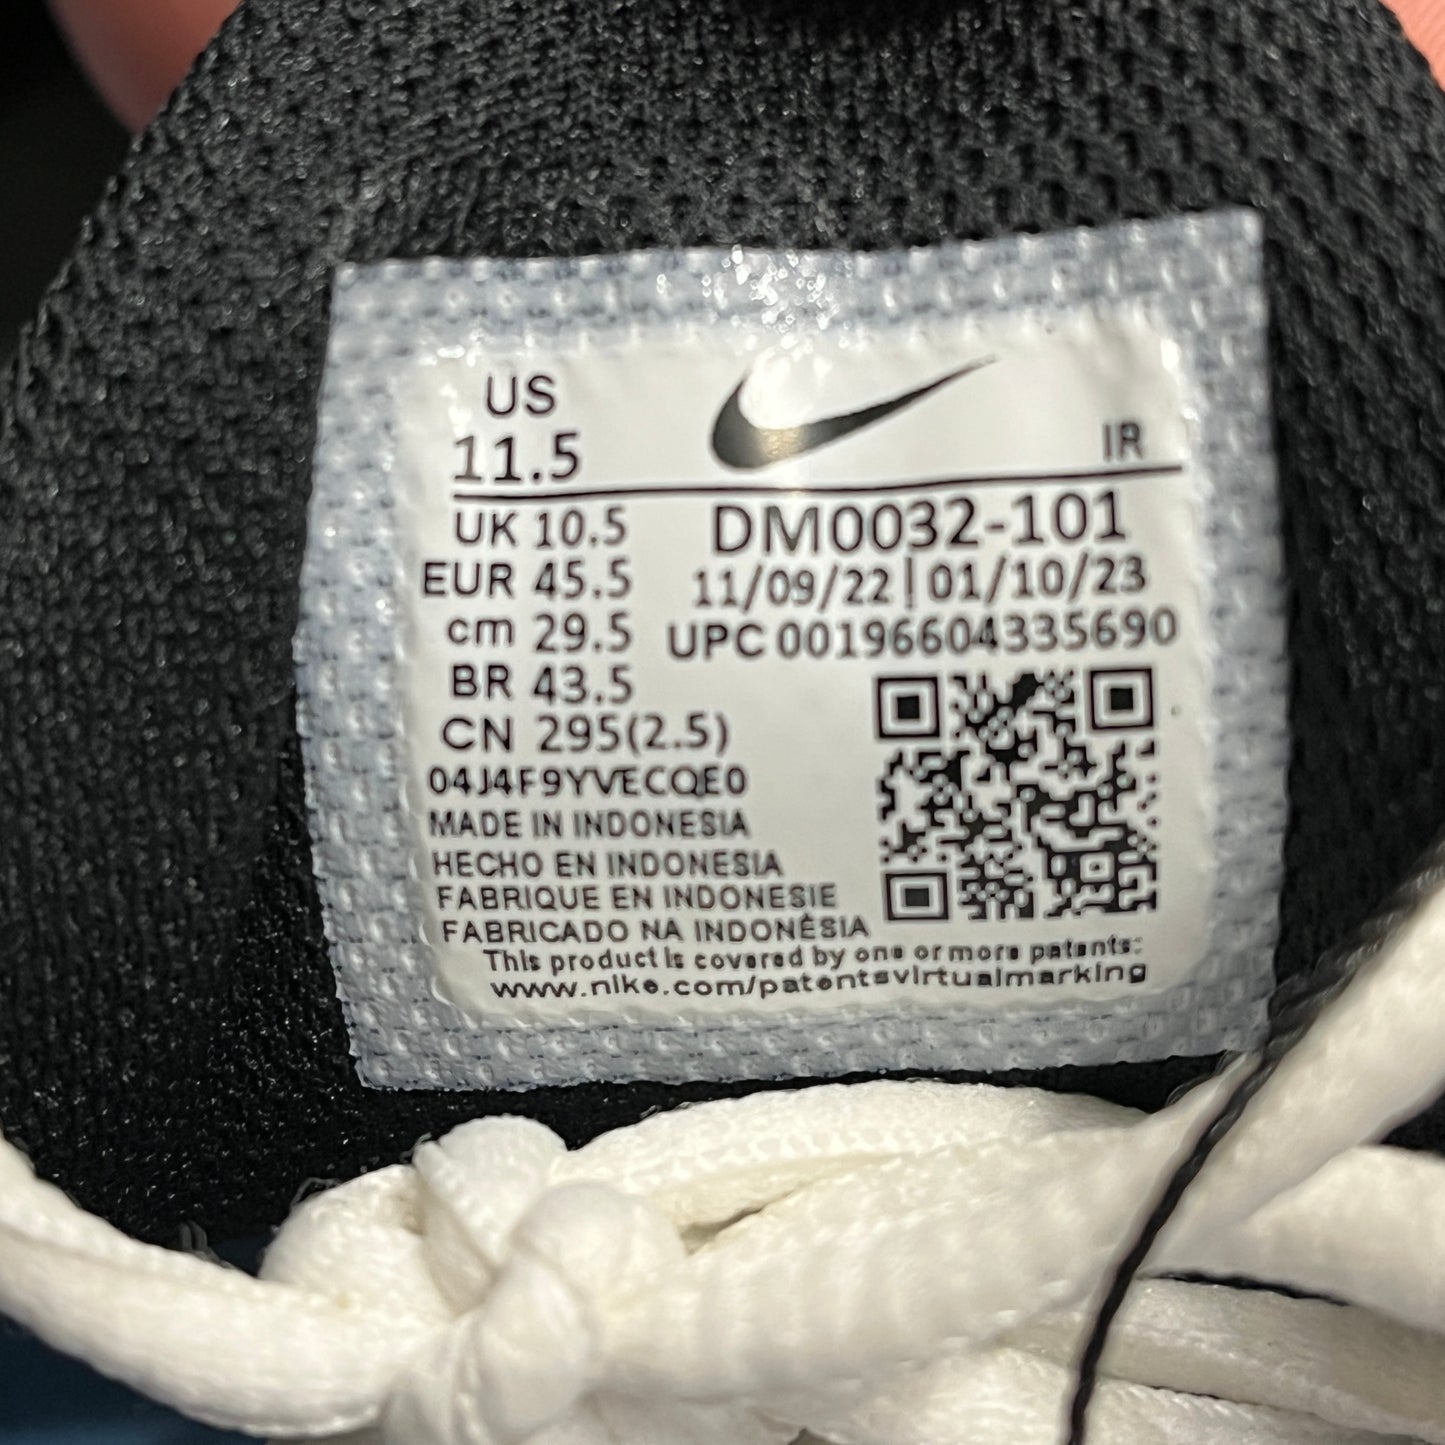 US
11.5
IR
UK 10.5
EUR 45.5
cm 29.5
BR 43.5
CN 295(2.5)
DM0032-101
11/09/22 | 01/10/23
UPC 00196604335690
04J4F9YVECQE0
MADE IN INDONESIA
HECHO EN INDONESIA
FABRIQUE EN INDONESIE
FABRICADO NA INDONÉSIA
This product is covered by one or more patents:
www.nike.com/patentsvirtualmarking